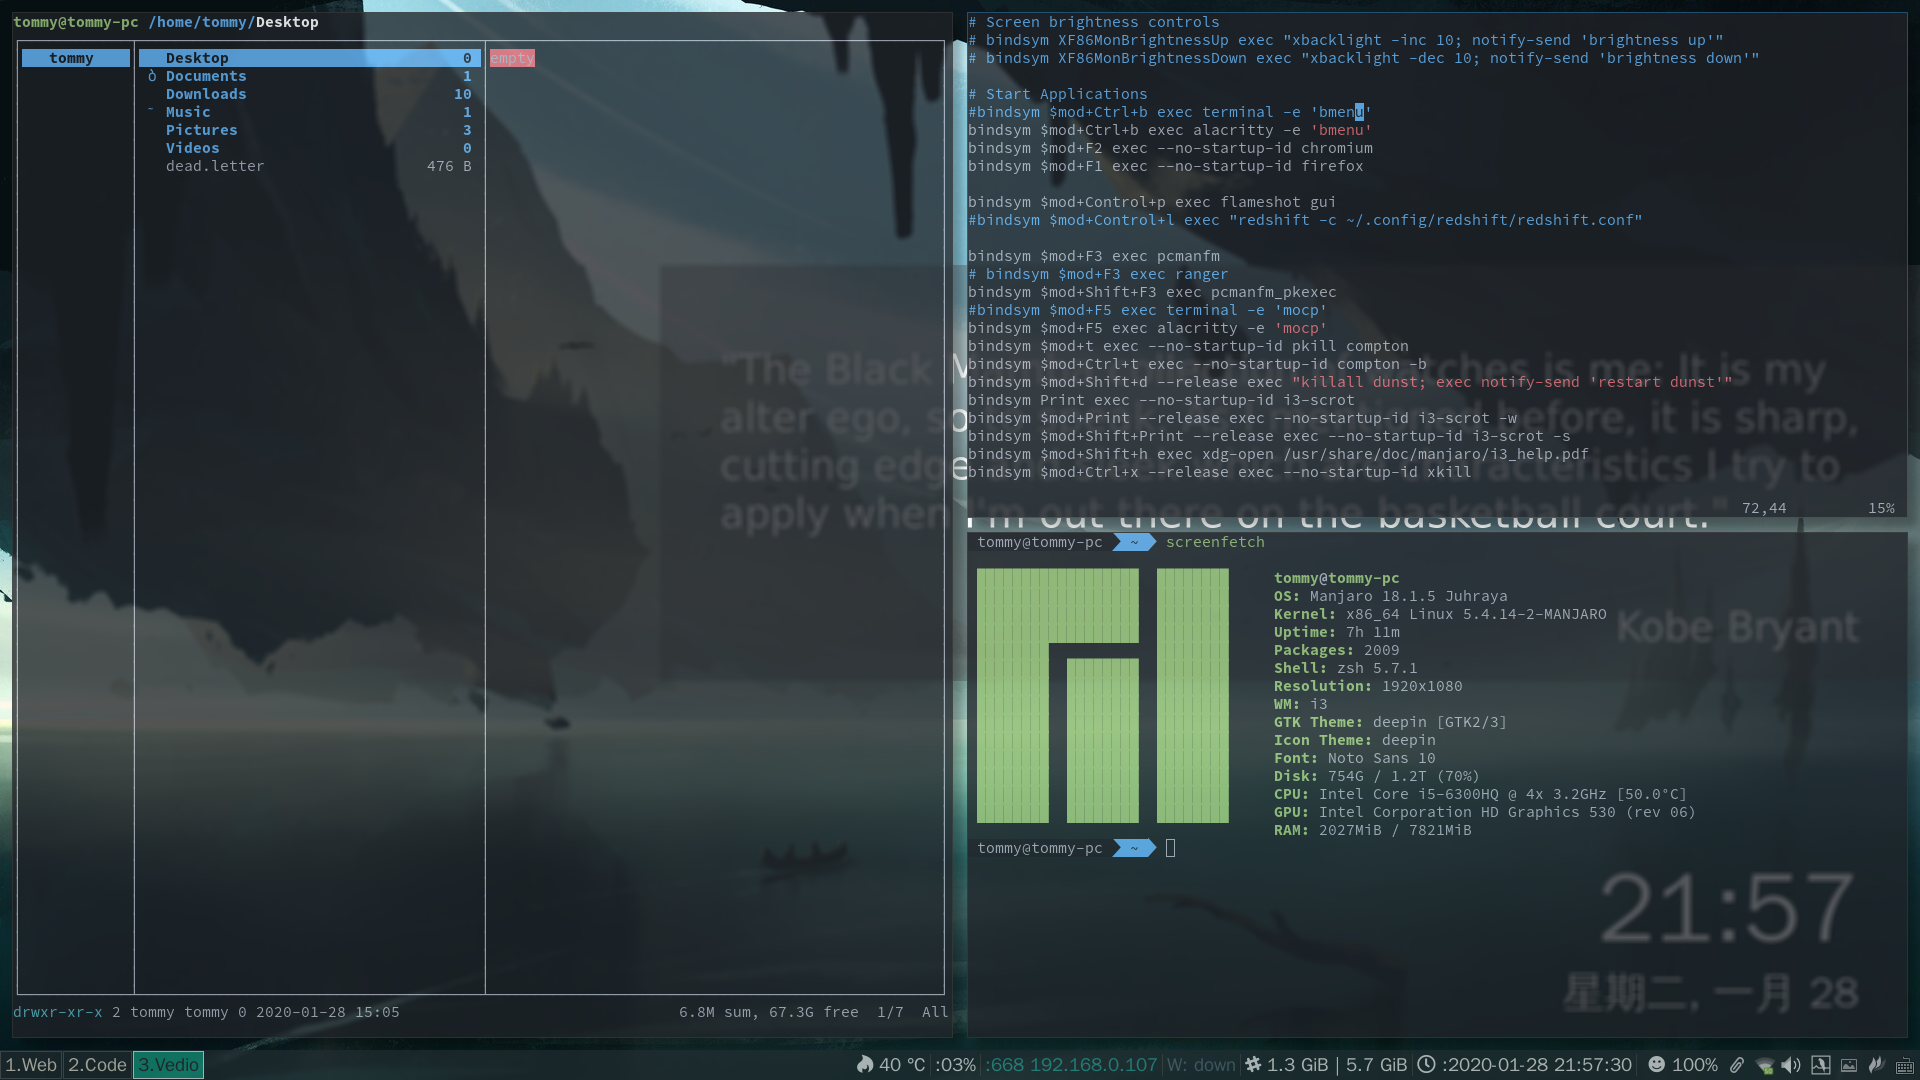 tommy@tommy-pc /home/tommy/Desktop
tommy
Desktop 0
Documents 1
Downloads 10
~ Music 1
Pictures 3
Videos 0
dead.letter 476 B
empty
drwxr-xr-x 2 tommy tommy 0 2020-01-28 15:05 6.8M sum, 67.3G free 1/7 All
# Screen brightness controls
# bindsym XF86MonBrightnessUp exec "xbacklight -inc 10; notify-send 'brightness up'"
# bindsym XF86MonBrightnessDown exec "xbacklight -dec 10; notify-send 'brightness down'"
# Start Applications
#bindsym $mod+Ctrl+b exec terminal -e 'bmenu'
bindsym $mod+Ctrl+b exec alacritty -e 'bmenu'
bindsym $mod+F2 exec --no-startup-id chromium
bindsym $mod+F1 exec --no-startup-id firefox
bindsym $mod+Control+p exec flameshot gui
#bindsym $mod+Control+l exec "redshift -c ~/.config/redshift/redshift.conf"
bindsym $mod+F3 exec pcmanfm
# bindsym $mod+F3 exec ranger
bindsym $mod+Shift+F3 exec pcmanfm_pkexec
#bindsym $mod+F5 exec terminal -e 'mocp'
bindsym $mod+F5 exec alacritty -e 'mocp'
bindsym $mod+t exec --no-startup-id pkill compton
bindsym $mod+Ctrl+t exec --no-startup-id compton -b
bindsym $mod+Shift+d --release exec "killall dunst; exec notify-send 'restart dunst'"
bindsym Print exec --no-startup-id i3-scrot
bindsym $mod+Print --release exec --no-startup-id i3-scrot -w
bindsym $mod+Shift+Print --release exec --no-startup-id i3-scrot -s
bindsym $mod+Shift+h exec xdg-open /usr/share/doc/manjaro/i3_help.pdf
bindsym $mod+Ctrl+x --release exec --no-startup-id xkill
72,44 15%
"The Black is me. It is my
alter ego, before, it is sharp,
cutting edge I try to
apply when I'm out there on the basketball court."
Kobe Bryant
tommy@tommy-pc ~ screenfetch
tommy@tommy-pc
OS: Manjaro 18.1.5 Juhraya
Kernel: x86_64 Linux 5.4.14-2-MANJARO
Uptime: 7h 11m
Packages: 2009
Shell: zsh 5.7.1
Resolution: 1920x1080
WM: i3
GTK Theme: deepin [GTK2/3]
Icon Theme: deepin
Font: Noto Sans 10
Disk: 754G / 1.2T (70%)
CPU: Intel Core i5-6300HQ @ 4x 3.2GHz [50.0°C]
GPU: Intel Corporation HD Graphics 530 (rev 06)
RAM: 2027MiB / 7821MiB
tommy@tommy-pc ~
21:57
星期二, 一月 28
1.Web 2.Code 3.Vedio 40 °C :03% :668 192.168.0.107 W: down 1.3 GiB | 5.7 GiB :2020-01-28 21:57:30 100%